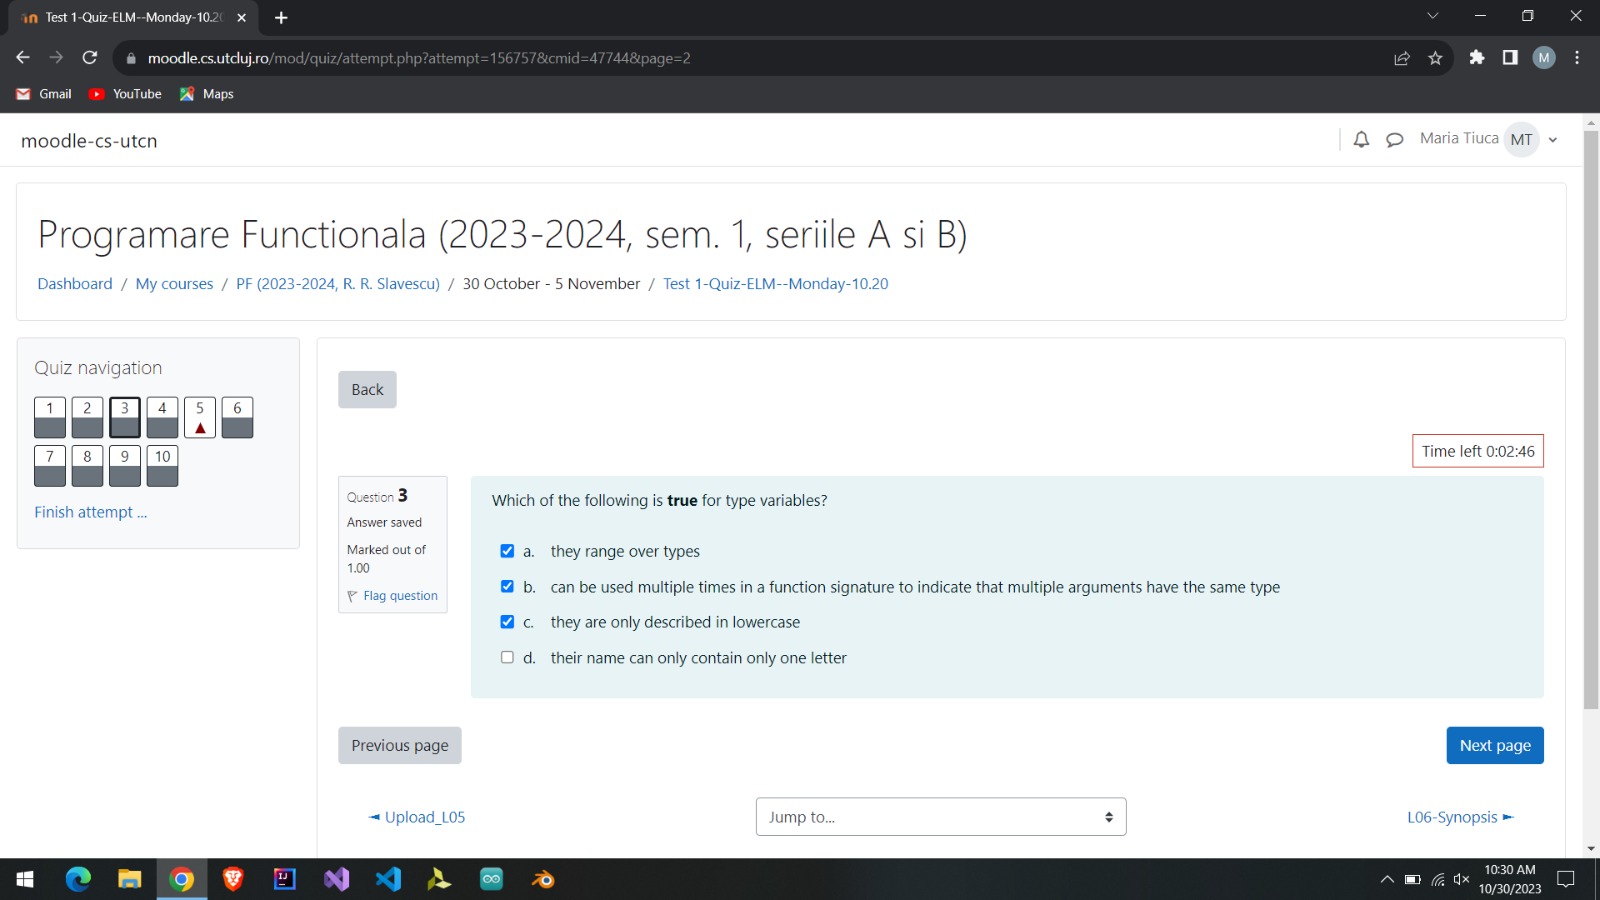 Test 1-Quiz-ELM--Monday-10.20
moodle.cs.utcluj.ro/mod/quiz/attempt.php?attempt=156757&cmid=47744&page=2
M
Gmail
YouTube
Maps
moodle-cs-utcn
Maria Tiuca
MT
Programare Functionala (2023-2024, sem. 1, seriile A si B)
Dashboard / My courses / PF (2023-2024, R. R. Slavescu) / 30 October - 5 November / Test 1-Quiz-ELM--Monday-10.20
Quiz navigation
1 2 3 4 5 6
7 8 9 10
Finish attempt ...
Back
Time left 0:02:46
Question 3
Answer saved
Marked out of
1.00
Flag question
Which of the following is true for type variables?
a. they range over types
b. can be used multiple times in a function signature to indicate that multiple arguments have the same type
c. they are only described in lowercase
d. their name can only contain only one letter
Previous page
Next page
◄ Upload_L05
Jump to...
L06-Synopsis ►
IJ
10:30 AM
10/30/2023